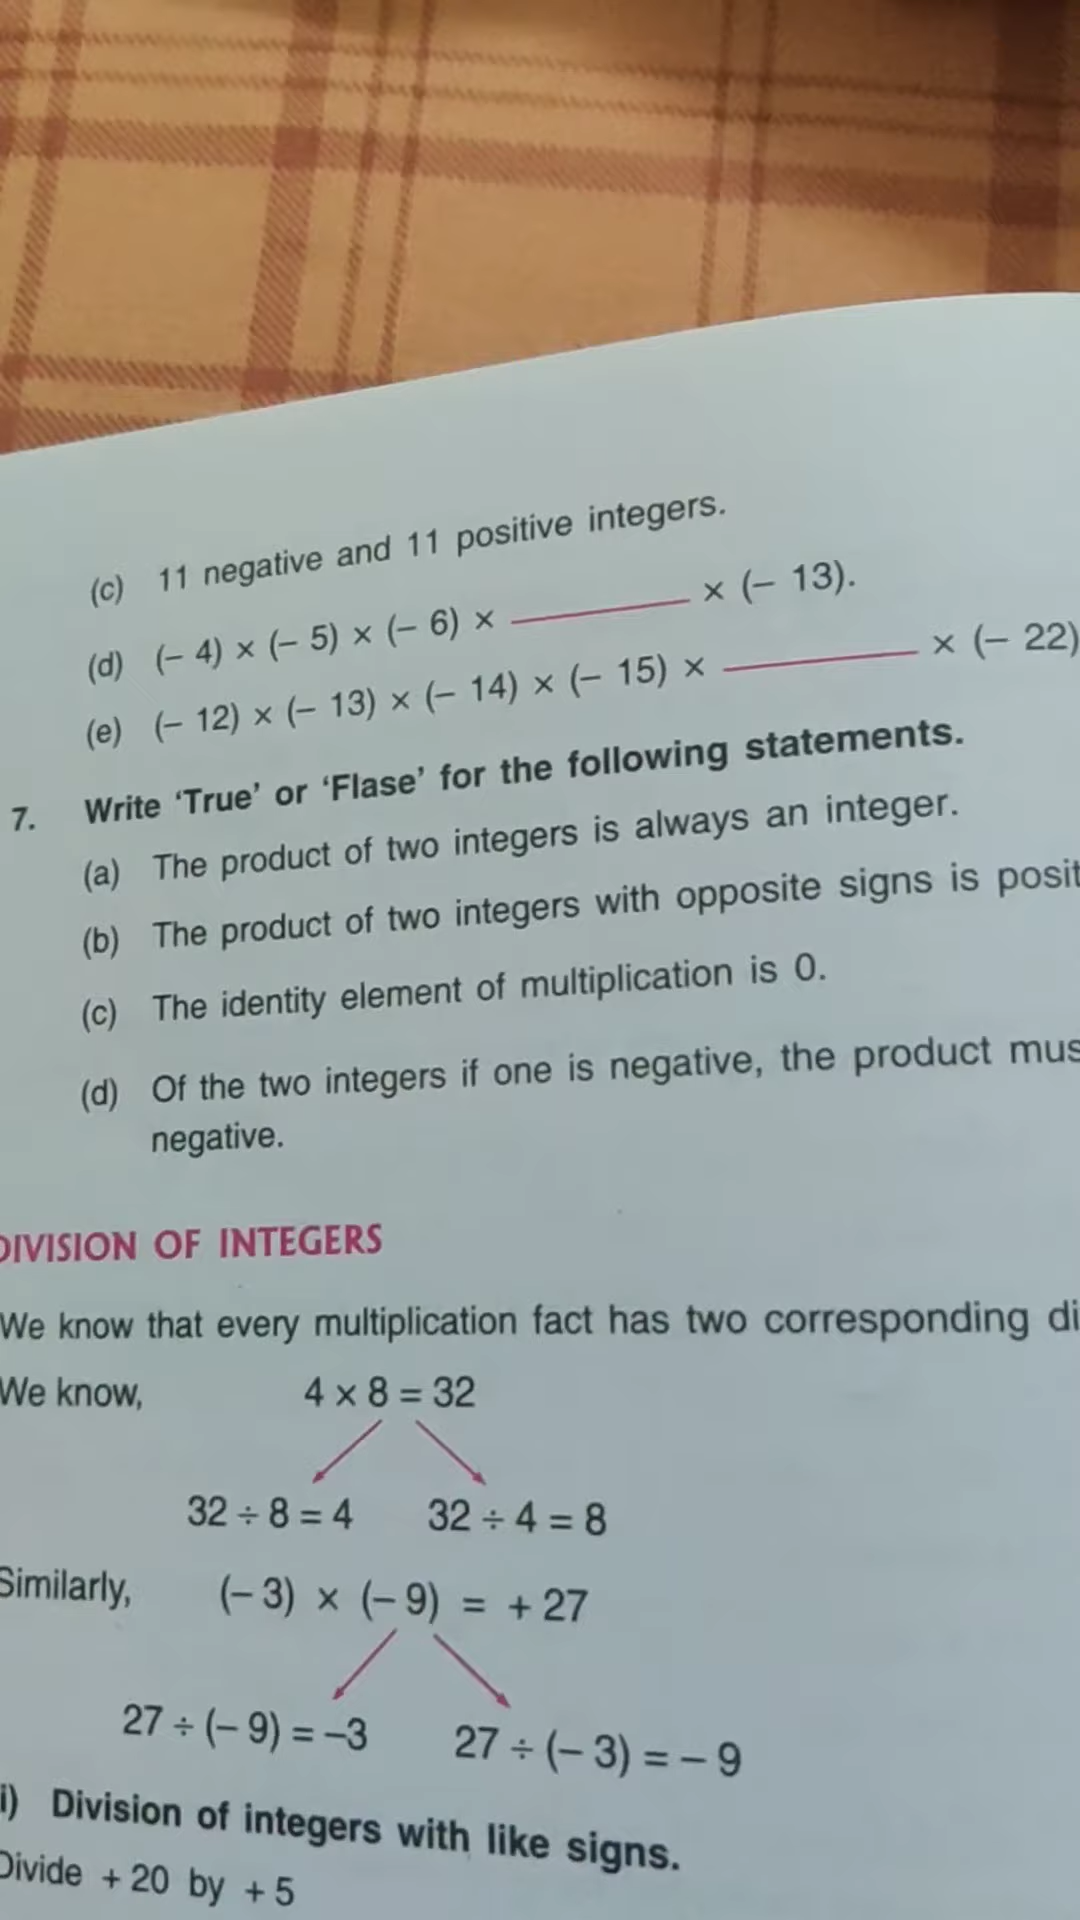 (c) 11 negative and 11 positive integers.
(d) (– 4) × (– 5) × (– 6) × ________ × (– 13).
(e) (– 12) × (– 13) × (– 14) × (– 15) × ________ × (– 22)
7. Write ‘True’ or ‘Flase’ for the following statements.
(a) The product of two integers is always an integer.
(b) The product of two integers with opposite signs is posit
(c) The identity element of multiplication is 0.
(d) Of the two integers if one is negative, the product mus
negative.
DIVISION OF INTEGERS
We know that every multiplication fact has two corresponding di
We know, 4 × 8 = 32
32 ÷ 8 = 4 32 ÷ 4 = 8
Similarly, (– 3) × (– 9) = + 27
27 ÷ (– 9) = –3 27 ÷ (– 3) = – 9
i) Division of integers with like signs.
Divide + 20 by + 5